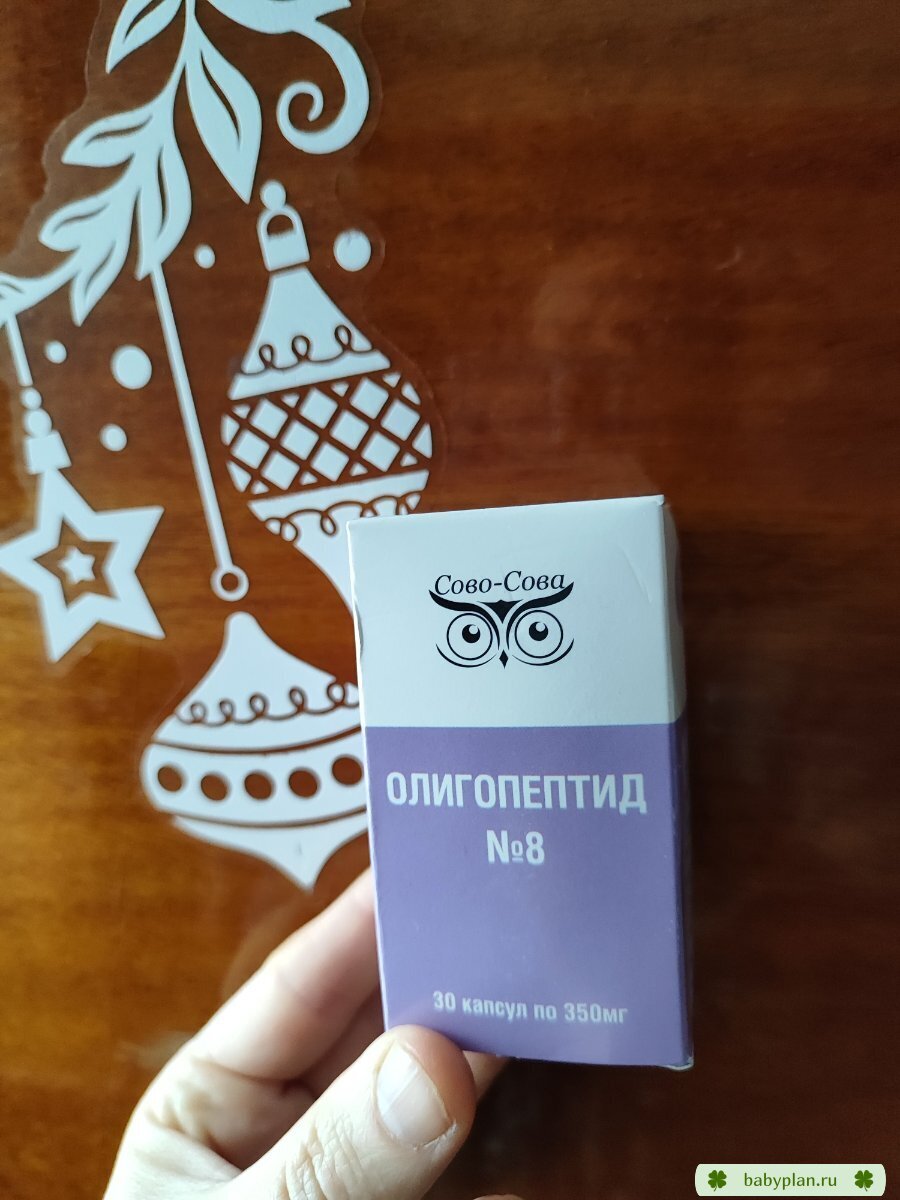 Сово-Сова
ОЛИГОПЕПТИД
№8
30 капсул по 350мг
babyplan.ru